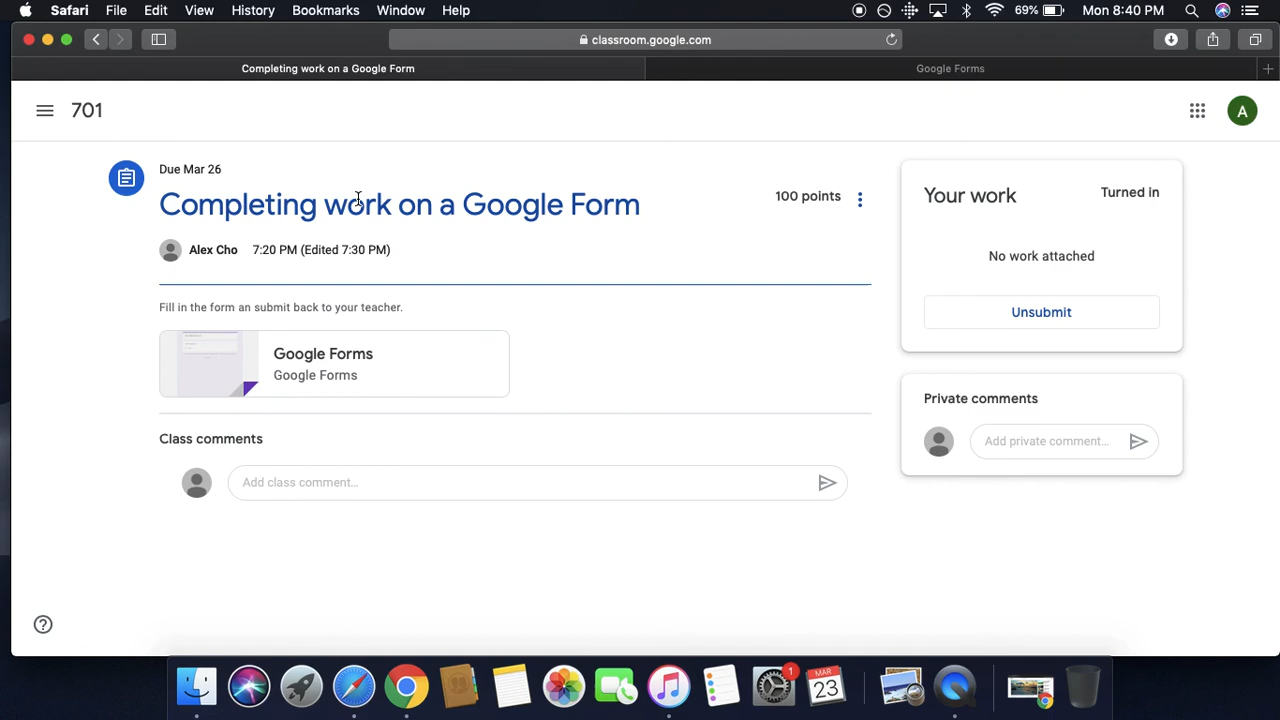 Safari File Edit View History Bookmarks Window Help 69% Mon 8:40 PM
classroom.google.com
Completing work on a Google Form Google Forms
701 A
Due Mar 26
Completing work on a Google Form 100 points
Alex Cho 7:20 PM (Edited 7:30 PM)
Fill in the form an submit back to your teacher.
Google Forms
Google Forms
Class comments
Add class comment...
Your work Turned in
No work attached
Unsubmit
Private comments
Add private comment...
1
MAR
23